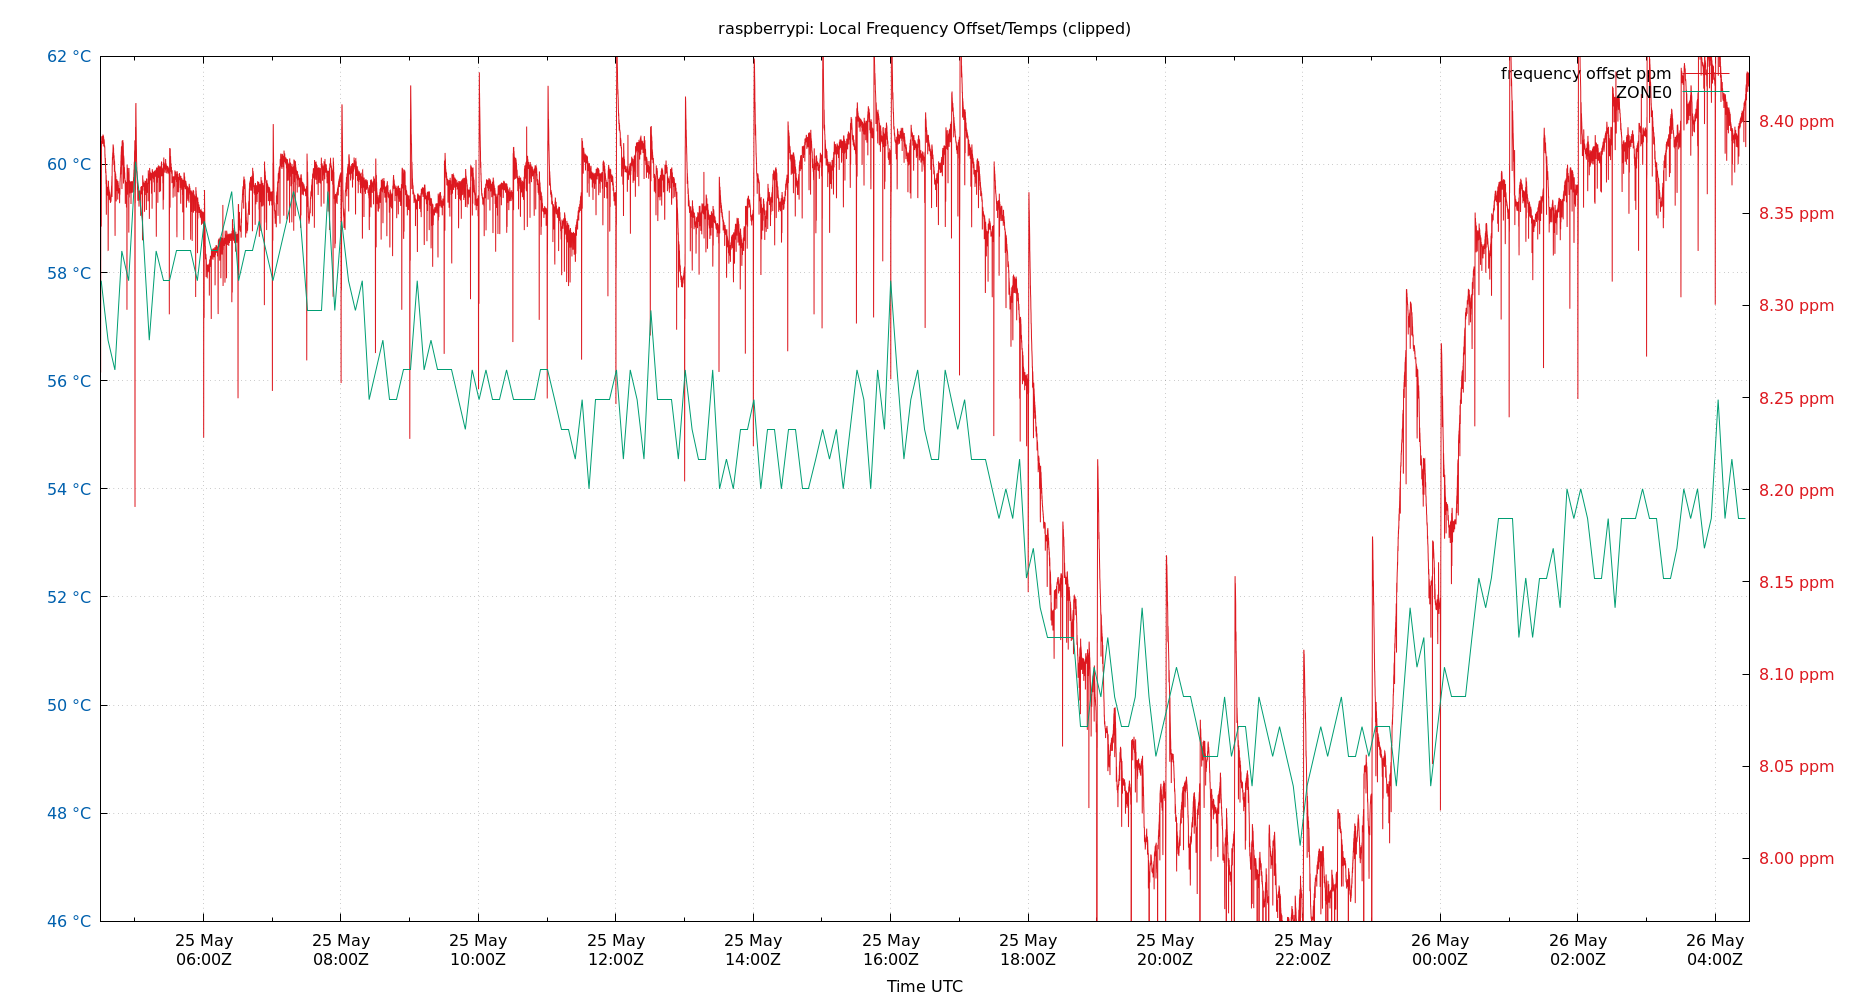 raspberrypi: Local Frequency Offset/Temps (clipped)
62 °C
60 °C
58 °C
56 °C
54 °C
52 °C
50 °C
48 °C
46 °C
frequency offset ppm
ZONE0
8.40 ppm
8.35 ppm
8.30 ppm
8.25 ppm
8.20 ppm
8.15 ppm
8.10 ppm
8.05 ppm
8.00 ppm
25 May 25 May 25 May 25 May 25 May 25 May 25 May 25 May 25 May 26 May 26 May 26 May
06:00Z 08:00Z 10:00Z 12:00Z 14:00Z 16:00Z 18:00Z 20:00Z 22:00Z 00:00Z 02:00Z 04:00Z
Time UTC